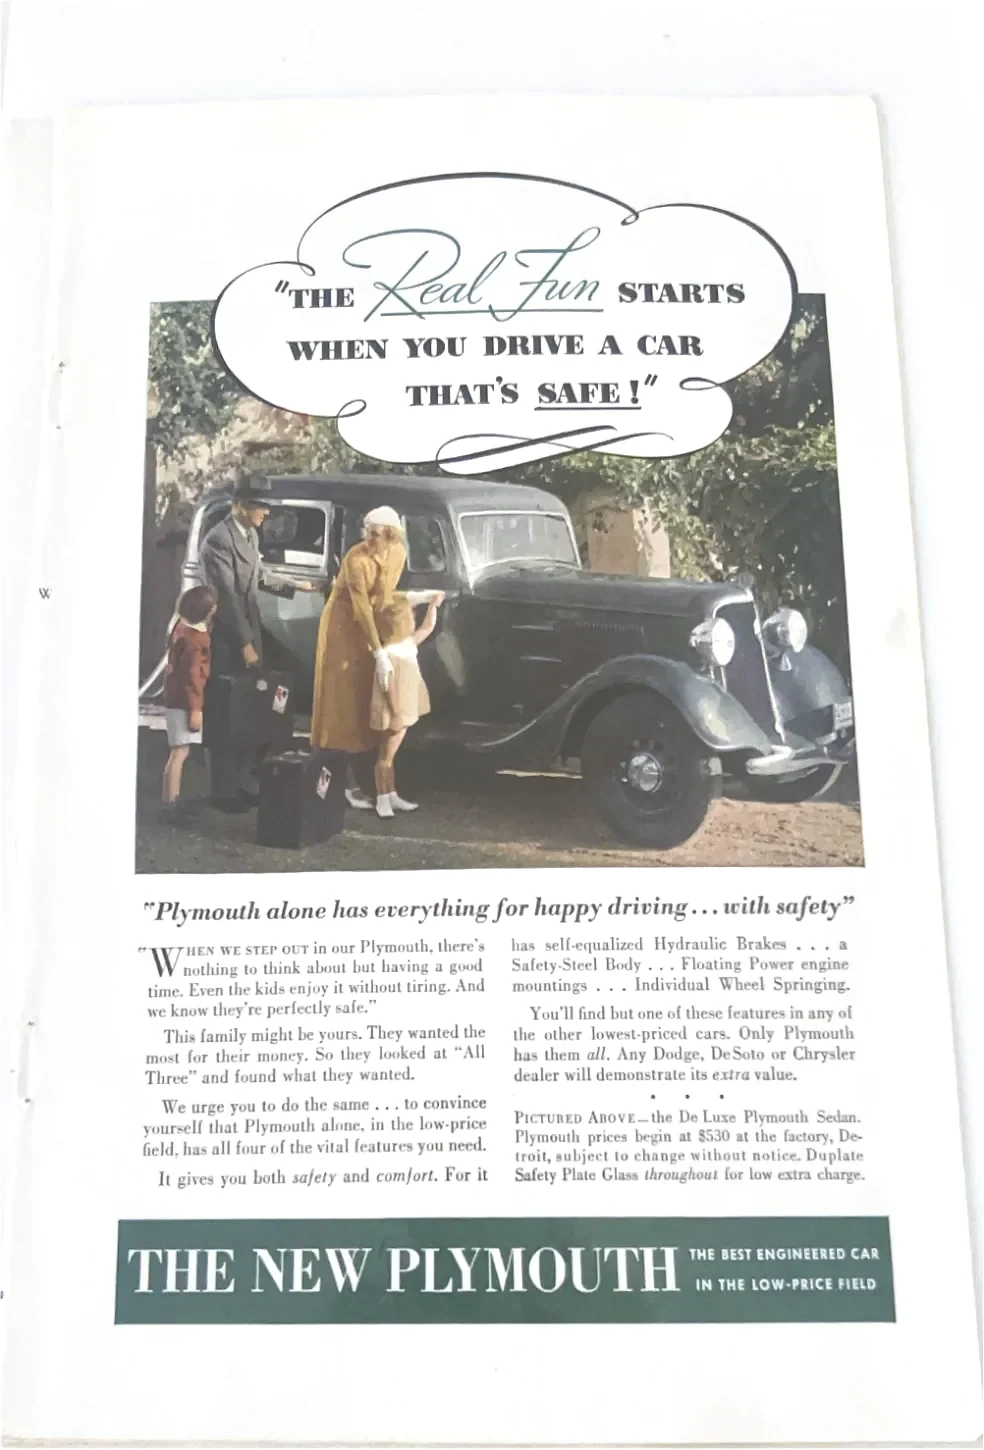 "THE Real Fun STARTS
WHEN YOU DRIVE A CAR
THAT'S SAFE!"
"Plymouth alone has everything for happy driving...with safety"
"WHEN WE STEP OUT in our Plymouth, there's
nothing to think about but having a good
time. Even the kids enjoy it without tiring. And
we know they're perfectly safe."
This family might be yours. They wanted the
most for their money. So they looked at "All
Three" and found what they wanted.
We urge you to do the same . . . to convince
yourself that Plymouth alone, in the low-price
field, has all four of the vital features you need.
It gives you both safety and comfort. For it
has self-equalized Hydraulic Brakes . . . a
Safety-Steel Body . . . Floating Power engine
mountings . . . Individual Wheel Springing.
You'll find but one of these features in any of
the other lowest-priced cars. Only Plymouth
has them all. Any Dodge, De Soto or Chrysler
dealer will demonstrate its extra value.
. . .
PICTURED ABOVE—the De Luxe Plymouth Sedan.
Plymouth prices begin at $530 at the factory, De-
troit, subject to change without notice. Duplate
Safety Plate Glass throughout for low extra charge.
THE NEW PLYMOUTH
THE BEST ENGINEERED CAR
IN THE LOW-PRICE FIELD